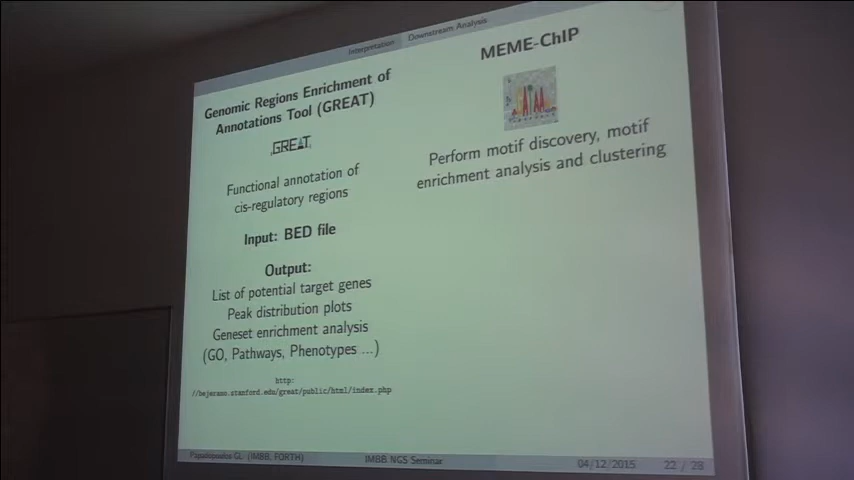 Interpretation Downstream Analysis
Genomic Regions Enrichment of
Annotations Tool (GREAT)
GREAT
Functional annotation of
cis-regulatory regions
Input: BED file
Output:
List of potential target genes
Peak distribution plots
Geneset enrichment analysis
(GO, Pathways, Phenotypes ...)
http:
//bejerano.stanford.edu/great/public/html/index.php
MEME-ChIP
Perform motif discovery, motif
enrichment analysis and clustering
Papadopoulos GL (IMBB, FORTH)
IMBB NGS Seminar
04/12/2015
22 / 28